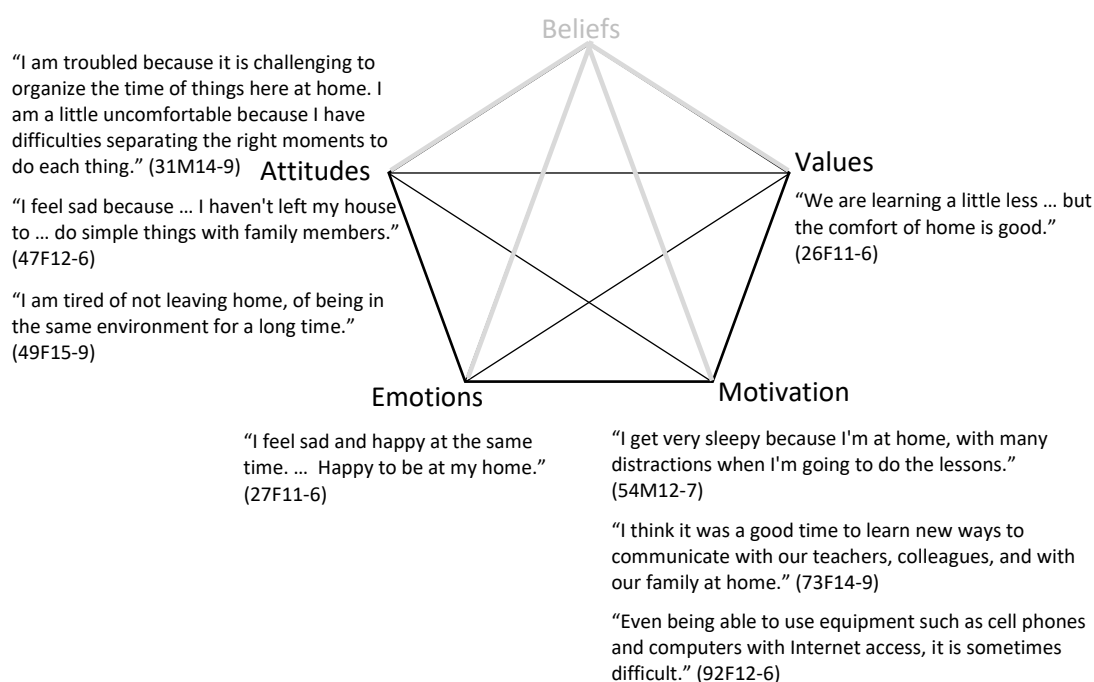 Beliefs
“I am troubled because it is challenging to
organize the time of things here at home. I
am a little uncomfortable because I have
difficulties separating the right moments to
do each thing.” (31M14-9)
Attitudes
“I feel sad because ... I haven't left my house
to ... do simple things with family members.”
(47F12-6)
“I am tired of not leaving home, of being in
the same environment for a long time.”
(49F15-9)
Values
“We are learning a little less ... but
the comfort of home is good.”
(26F11-6)
Emotions
“I feel sad and happy at the same
time. ...  Happy to be at my home.”
(27F11-6)
Motivation
“I get very sleepy because I'm at home, with many
distractions when I'm going to do the lessons.”
(54M12-7)
“I think it was a good time to learn new ways to
communicate with our teachers, colleagues, and with
our family at home.” (73F14-9)
“Even being able to use equipment such as cell phones
and computers with Internet access, it is sometimes
difficult.” (92F12-6)